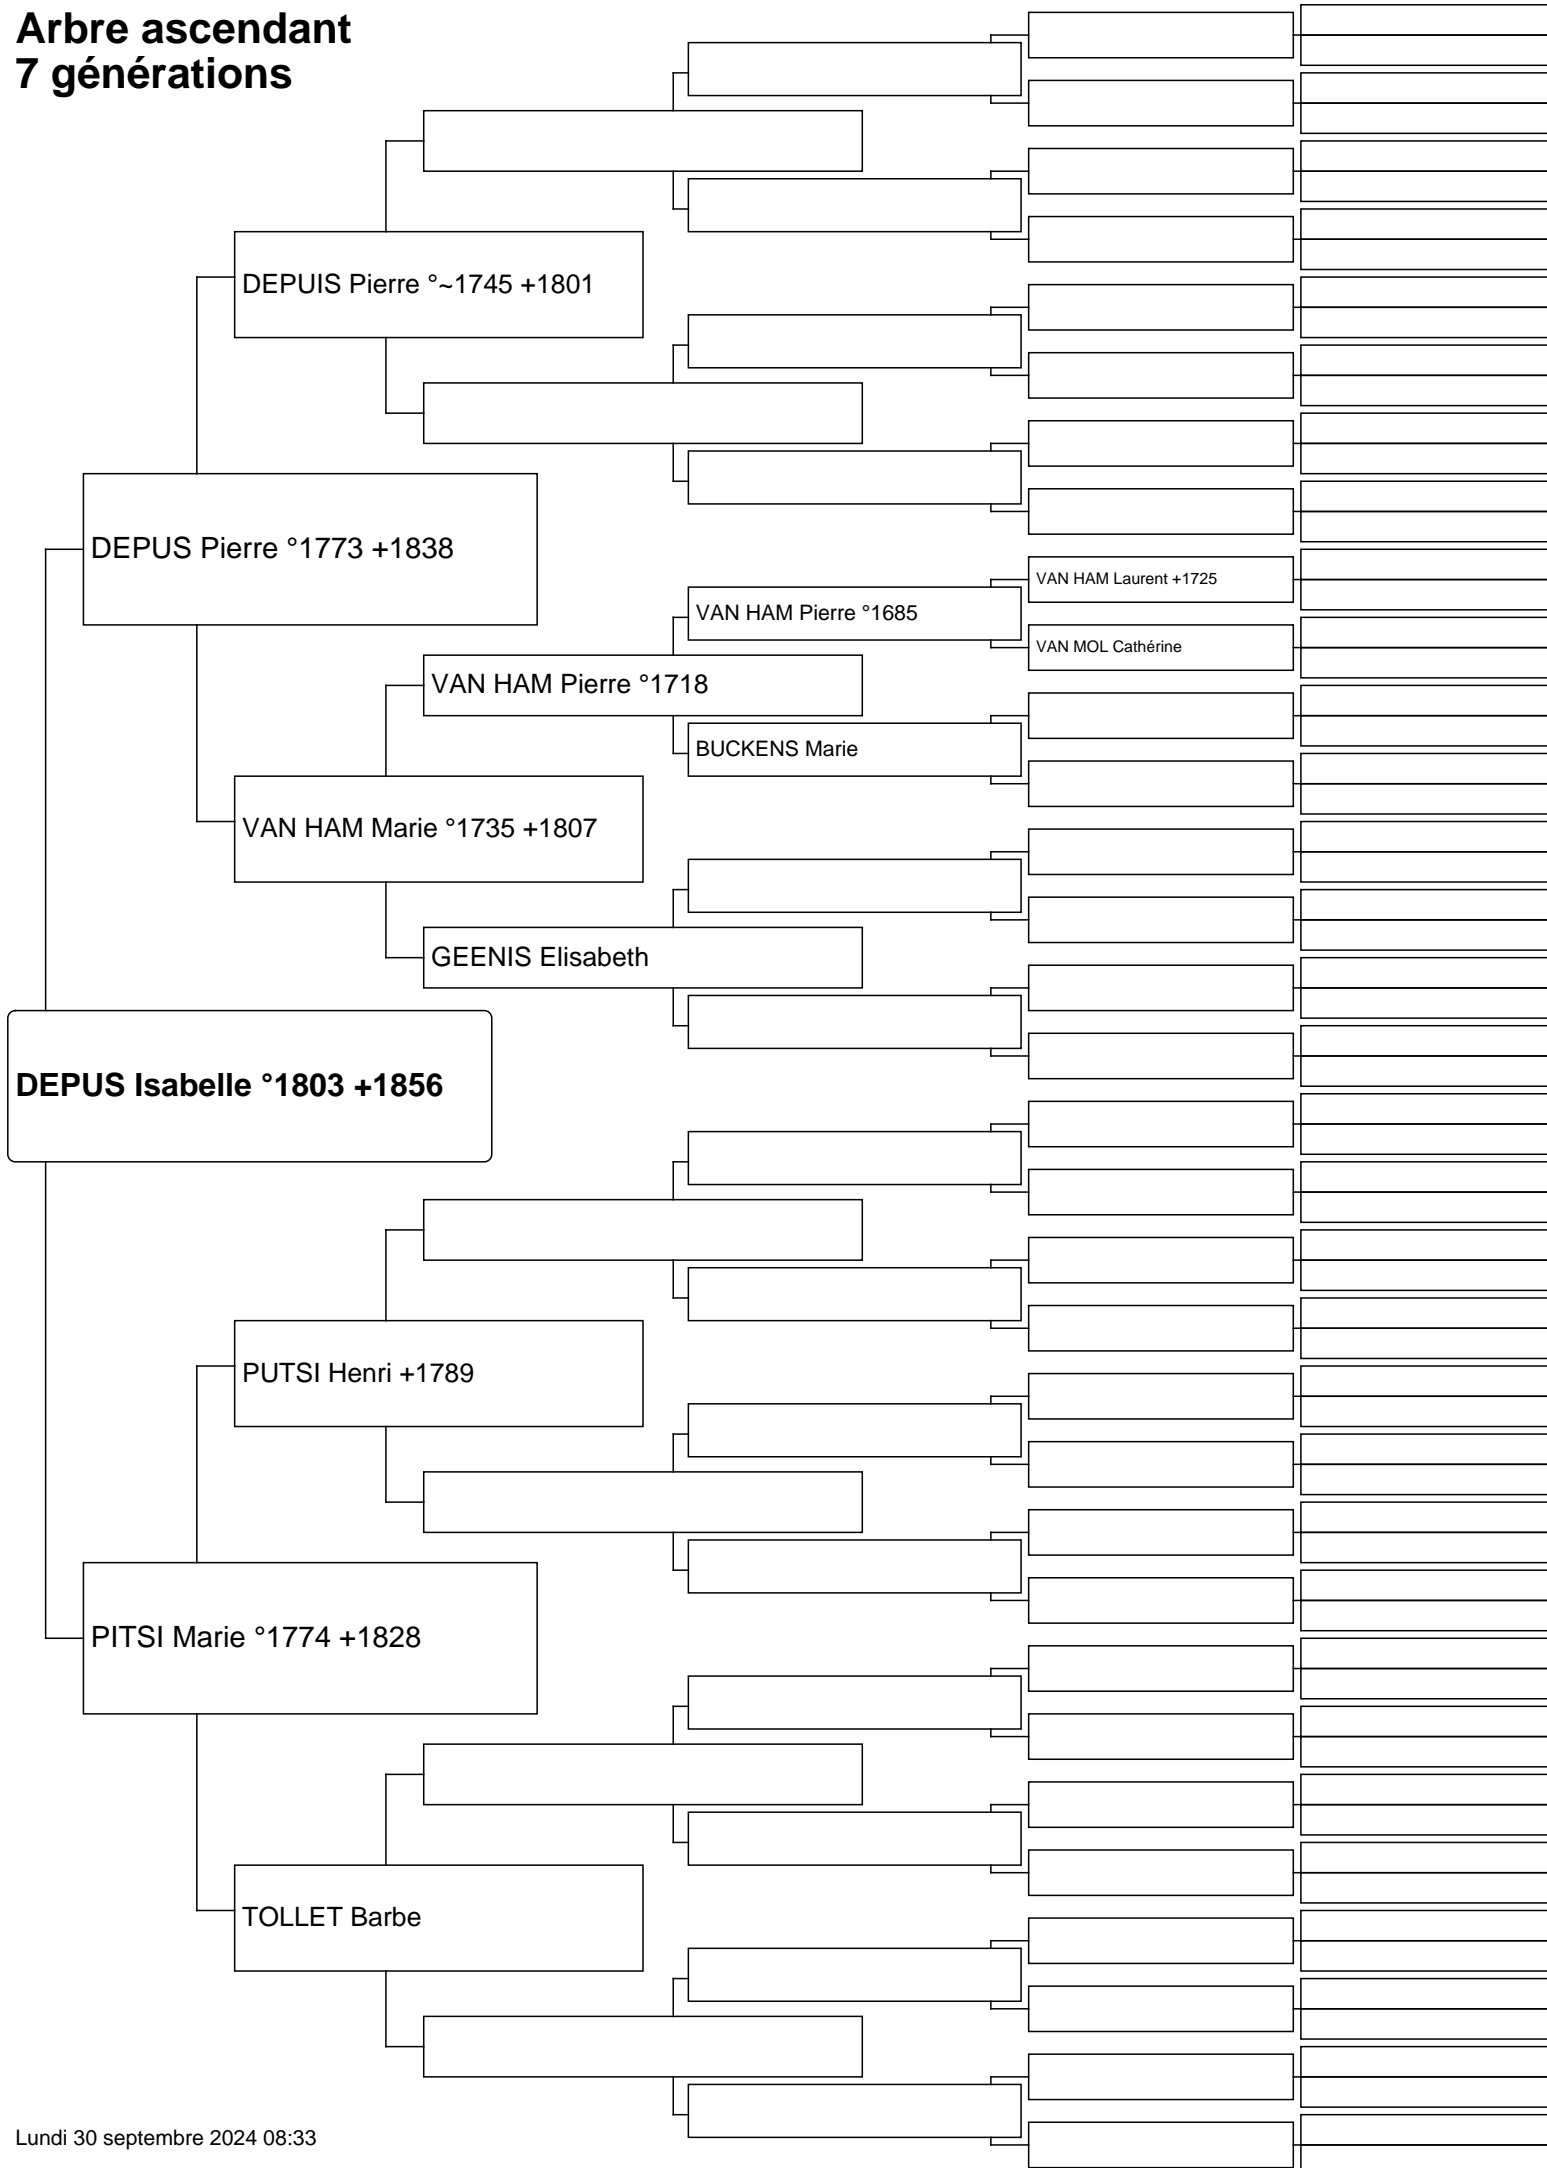 Arbre ascendant
7 générations
DEPUIS Pierre °~1745 +1801
DEPUS Pierre °1773 +1838
VAN HAM Laurent +1725
VAN HAM Pierre °1685
VAN MOL Cathérine
VAN HAM Pierre °1718
BUCKENS Marie
VAN HAM Marie °1735 +1807
GEENIS Elisabeth
DEPUS Isabelle °1803 +1856
PUTSI Henri +1789
PITSI Marie °1774 +1828
TOLLET Barbe
Lundi 30 septembre 2024 08:33